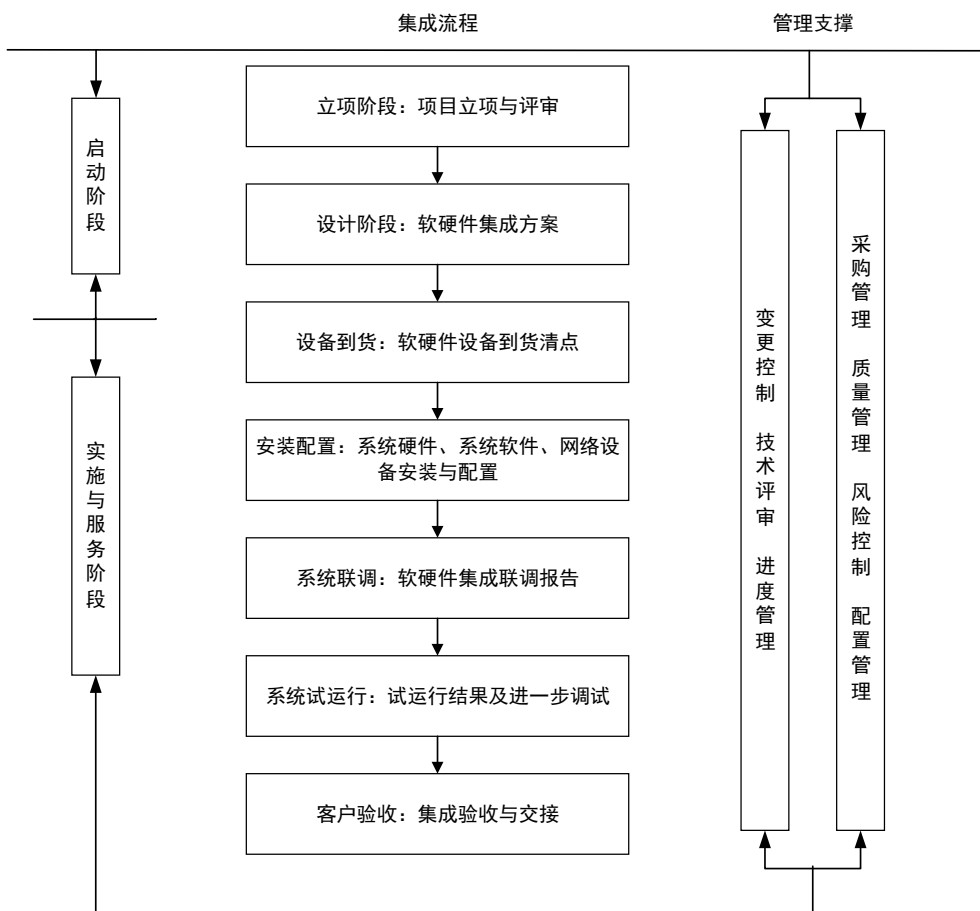 集成流程
管理支撑
启动阶段
实施与服务阶段
立项阶段：项目立项与评审
设计阶段：软硬件集成方案
设备到货：软硬件设备到货清点
安装配置：系统硬件、系统软件、网络设
备安装与配置
系统联调：软硬件集成联调报告
系统试运行：试运行结果及进一步调试
客户验收：集成验收与交接
变更控制 技术评审 进度管理
采购管理 质量管理 风险控制 配置管理